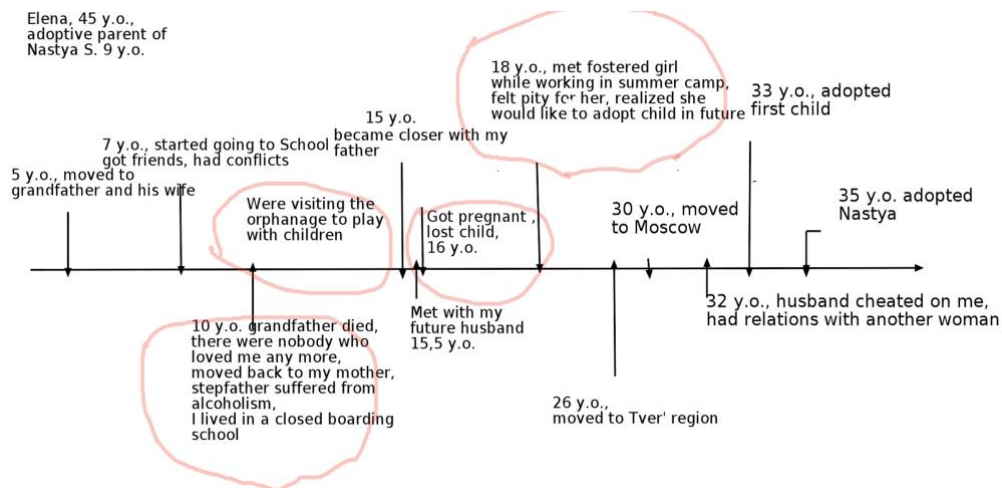 Elena, 45 y.o.,
adoptive parent of
Nastya S. 9 y.o.
5 y.o., moved to
grandfather and his wife
7 y.o., started going to School
got friends, had conflicts
Were visiting the
orphanage to play
with children
10 y.o. grandfather died,
there were nobody who
loved me any more,
moved back to my mother,
stepfather suffered from
alcoholism,
I lived in a closed boarding
school
15 y.o.
became closer with my
father
Met with my
future husband
15,5 y.o.
Got pregnant ,
lost child,
16 y.o.
18 y.o., met fostered girl
while working in summer camp,
felt pity for her, realized she
would like to adopt child in future
26 y.o.,
moved to Tver' region
30 y.o., moved
to Moscow
32 y.o., husband cheated on me,
had relations with another woman
33 y.o., adopted
first child
35 y.o. adopted
Nastya